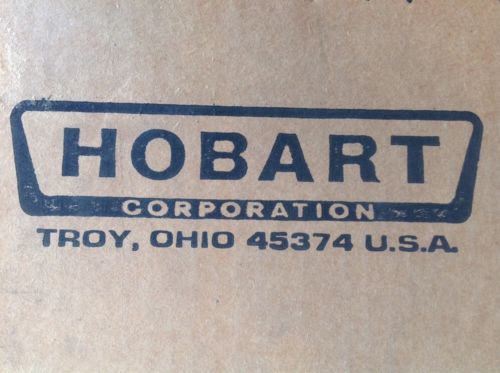 HOBART
CORPORATION
TROY, OHIO 45374 U.S.A.